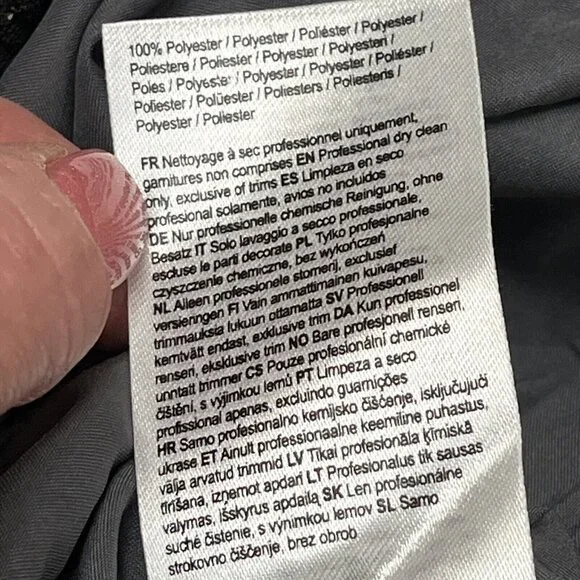 100% Polyester / Polyester / Poliéster / Polyester /
Poliestere / Poliester / Polyester / Polyesteri /
Poles / Polyester / Polyester / Polyester / Poliéster /
Poliester / Polüester / Poliesters / Poliesteris /
Polyester / Poliester
FR Nettoyage à sec professionnel uniquement,
garnitures non comprises EN Professional dry clean
only, exclusive of trims ES Limpieza en seco
profesional solamente, avios no incluidos
DE Nur professionelle chemische Reinigung, ohne
Besatz IT Solo lavaggio a secco professionale,
escluse le parti decorate PL Tylko profesjonalne
czyszczenie chemiczne, bez wykończeń
NL Alleen professionele stomerij, exclusief
versieringen FI Vain ammattimainen kuivapesu,
trimmauksia lukuun ottamatta SV Professionell
kemtvätt endast, exklusive trim DA Kun professionel
renseri, eksklusive trim NO Bare profesjonell renseri,
unntatt trimmer CS Pouze profesionální chemické
čištění, s výjimkou lemů PT Limpeza a seco
profissional apenas, excluindo guarnições
HR Samo profesionalno kemijsko čišćenje, isključujući
ukrase ET Ainult professionaalne keemiline puhastus,
välja arvatud trimmid LV Tikai profesionāla ķīmiskā
tīrīšana, izņemot apdari LT Profesionalus tik sausas
valymas, išskyrus apdailą SK Len profesionálne
suché čistenie, s výnimkou lemov SL Samo
strokovno čiščenje, brez obrob